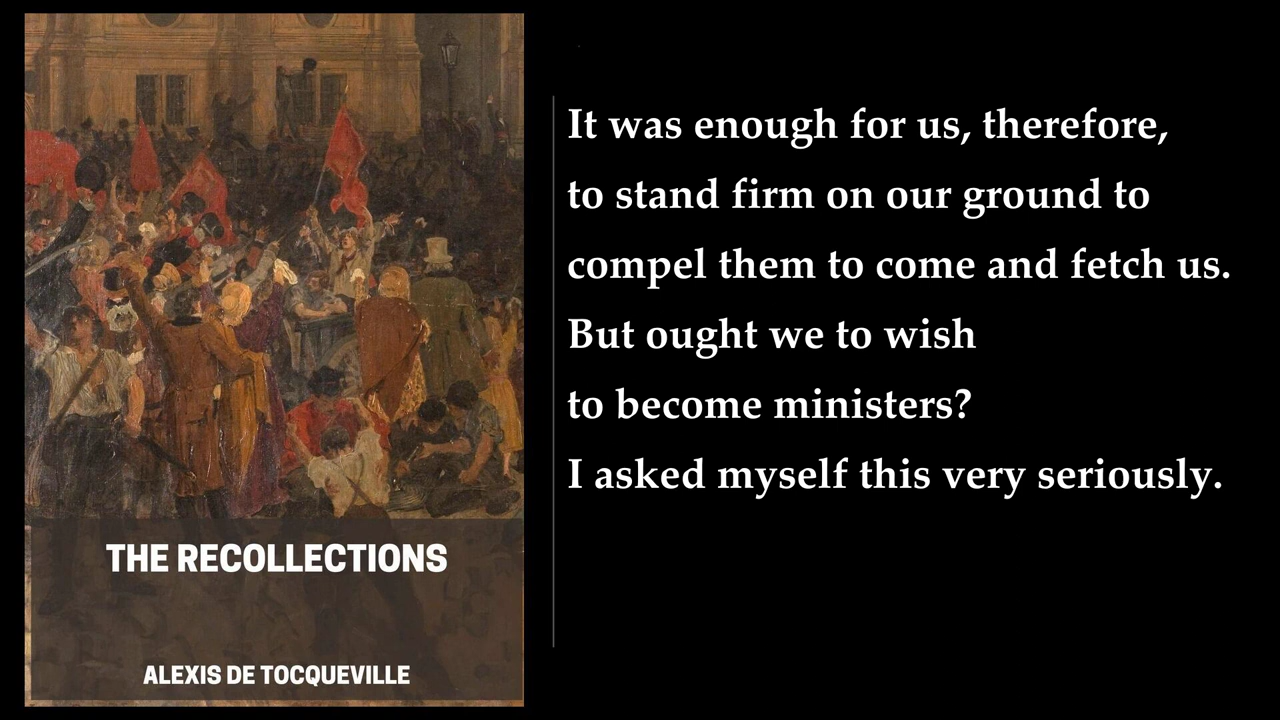 THE RECOLLECTIONS
ALEXIS DE TOCQUEVILLE
It was enough for us, therefore,
to stand firm on our ground to
compel them to come and fetch us.
But ought we to wish
to become ministers?
I asked myself this very seriously.